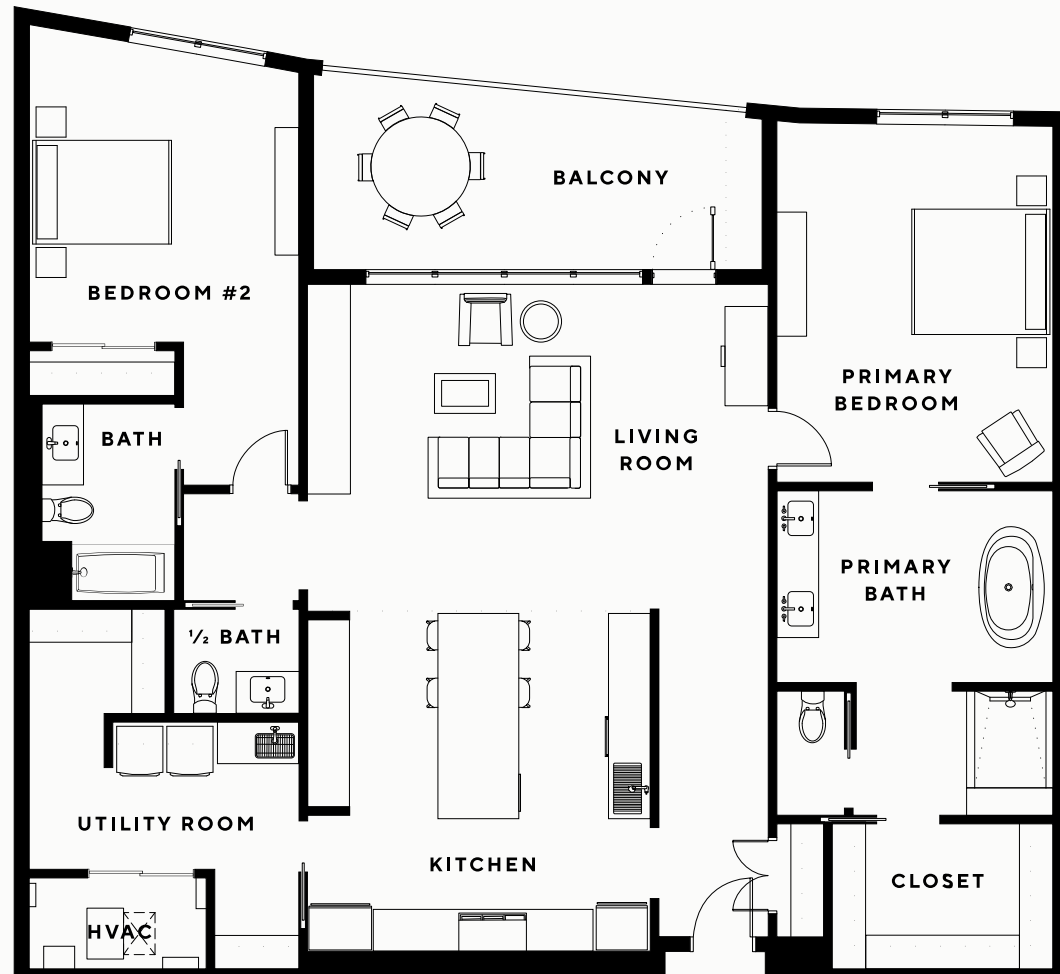 BALCONY
BEDROOM #2
PRIMARY
BEDROOM
BATH
LIVING
ROOM
PRIMARY
BATH
½ BATH
UTILITY ROOM
KITCHEN
CLOSET
HVAC